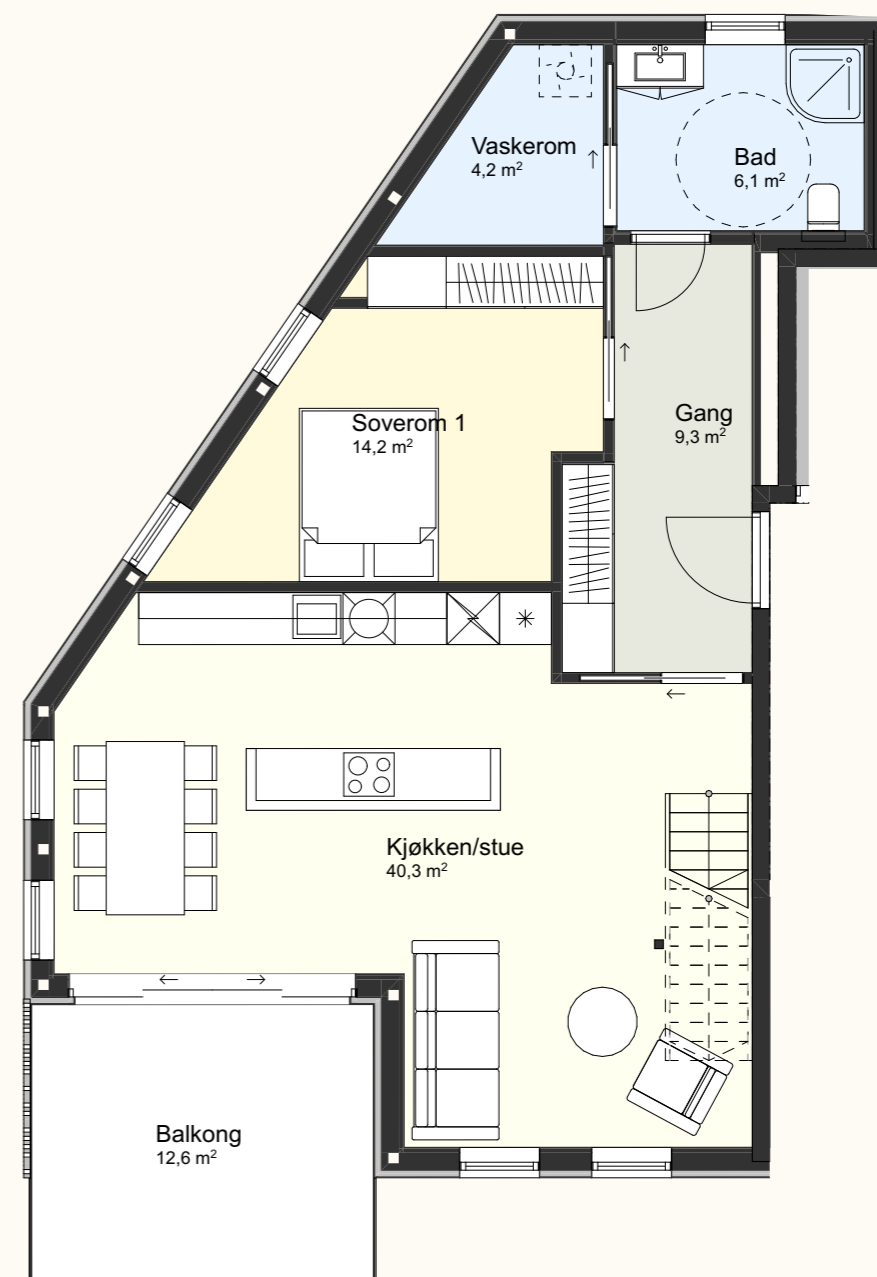 Vaskerom
4,2 m²
Bad
6,1 m²
Soverom 1
14,2 m²
Gang
9,3 m²
Kjøkken/stue
40,3 m²
Balkong
12,6 m²